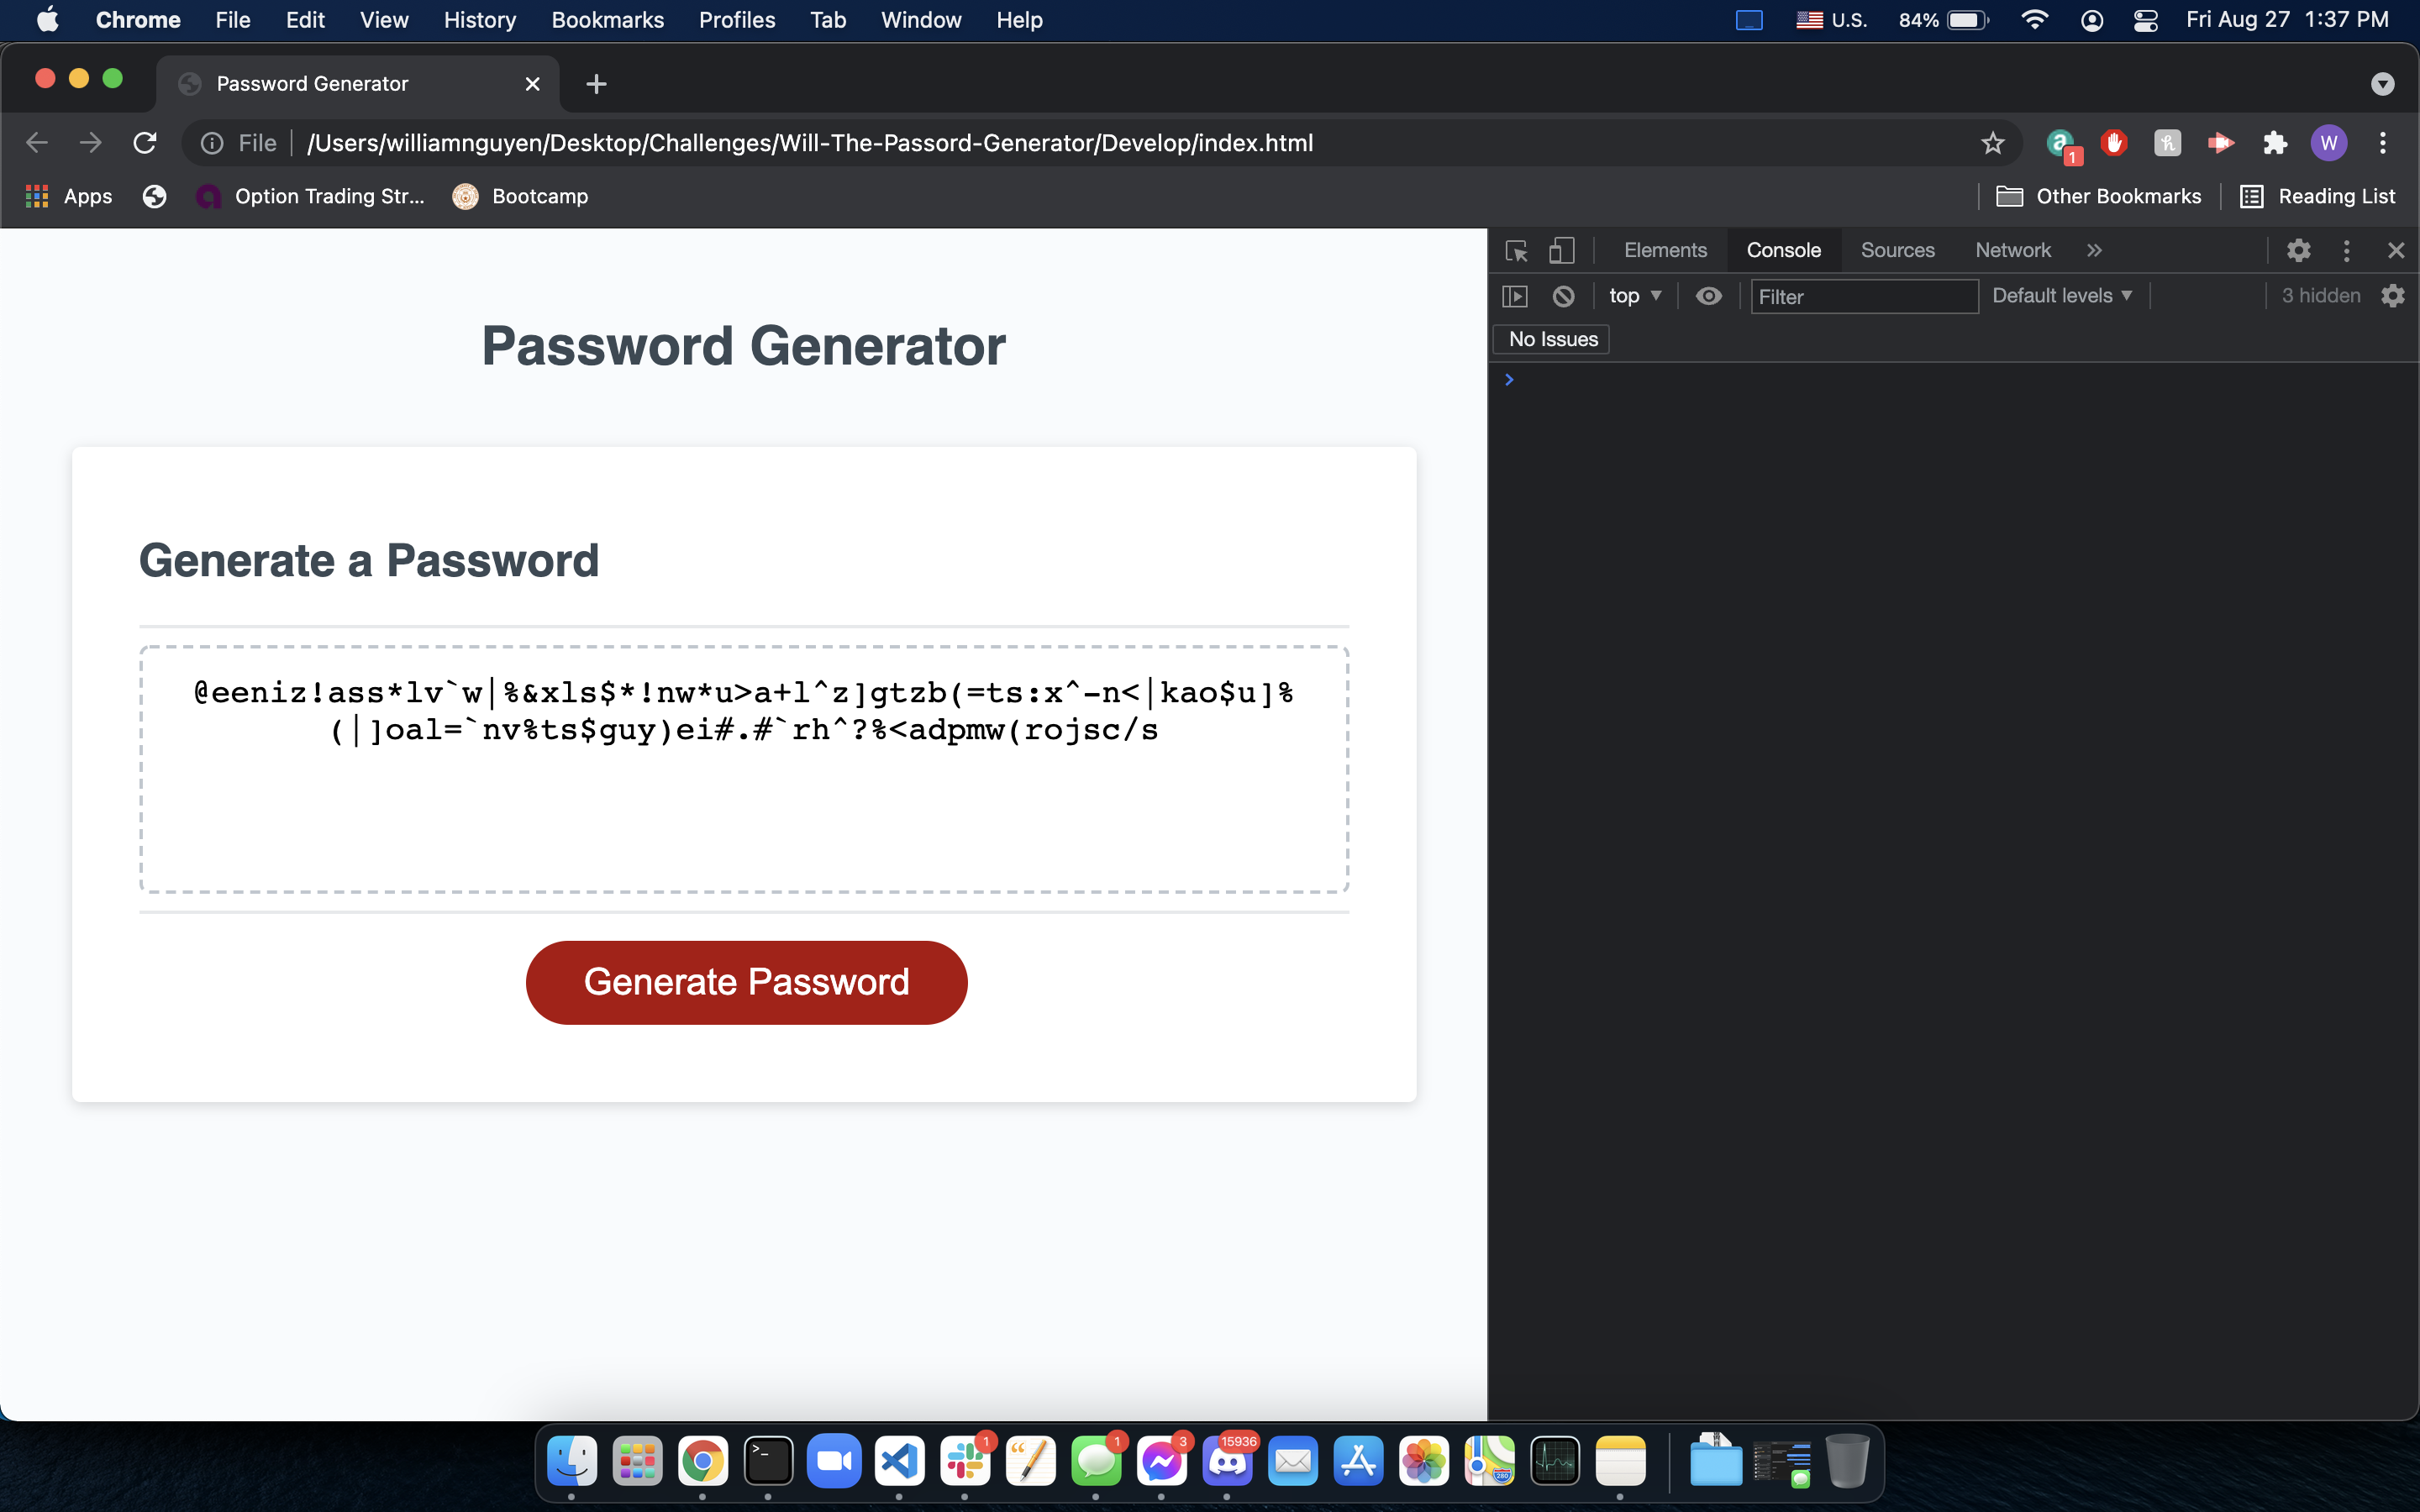 Chrome File Edit View History Bookmarks Profiles Tab Window Help U.S. 84% Fri Aug 27 1:37 PM
Password Generator
File /Users/williamnguyen/Desktop/Challenges/Will-The-Passord-Generator/Develop/index.html a 1 h W
Apps Option Trading Str... Bootcamp Other Bookmarks Reading List
Elements Console Sources Network
top Filter Default levels 3 hidden
No Issues
Password Generator
Generate a Password
@eeniz!ass*lv`w|%&xls$*!nw*u>a+l^z]gtzb(=ts:x^-n<|kao$u]%
(|]oal=`nv%ts$guy)ei#.#`rh^?%<adpmw(rojsc/s
Generate Password
1 1 3 15936
280